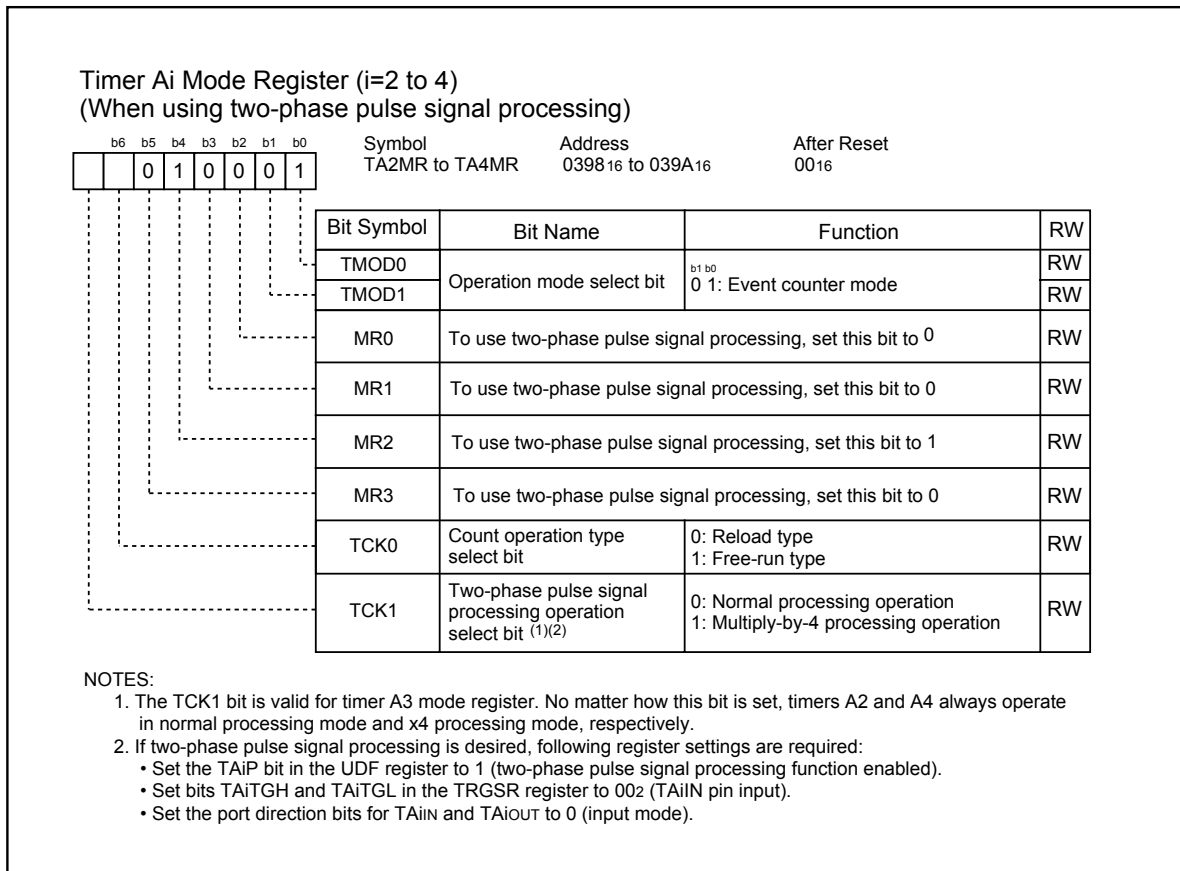 Timer Ai Mode Register (i=2 to 4)
(When using two-phase pulse signal processing)
b6 b5 b4 b3 b2 b1 b0
Symbol Address After Reset
0 1 0 0 0 1
TA2MR to TA4MR 039816 to 039A16 0016
Bit Symbol Bit Name Function RW
TMOD0 RW
Operation mode select bit
b1 b0
0 1: Event counter mode
TMOD1 RW
MR0 To use two-phase pulse signal processing, set this bit to 0 RW
MR1 To use two-phase pulse signal processing, set this bit to 0 RW
MR2 To use two-phase pulse signal processing, set this bit to 1 RW
MR3 To use two-phase pulse signal processing, set this bit to 0 RW
TCK0
Count operation type
select bit
0: Reload type
1: Free-run type
RW
TCK1
Two-phase pulse signal
processing operation
select bit (1)(2)
0: Normal processing operation
1: Multiply-by-4 processing operation
RW
NOTES:
1. The TCK1 bit is valid for timer A3 mode register. No matter how this bit is set, timers A2 and A4 always operate
in normal processing mode and x4 processing mode, respectively.
2. If two-phase pulse signal processing is desired, following register settings are required:
• Set the TAiP bit in the UDF register to 1 (two-phase pulse signal processing function enabled).
• Set bits TAiTGH and TAiTGL in the TRGSR register to 002 (TAiIN pin input).
• Set the port direction bits for TAiIN and TAiOUT to 0 (input mode).